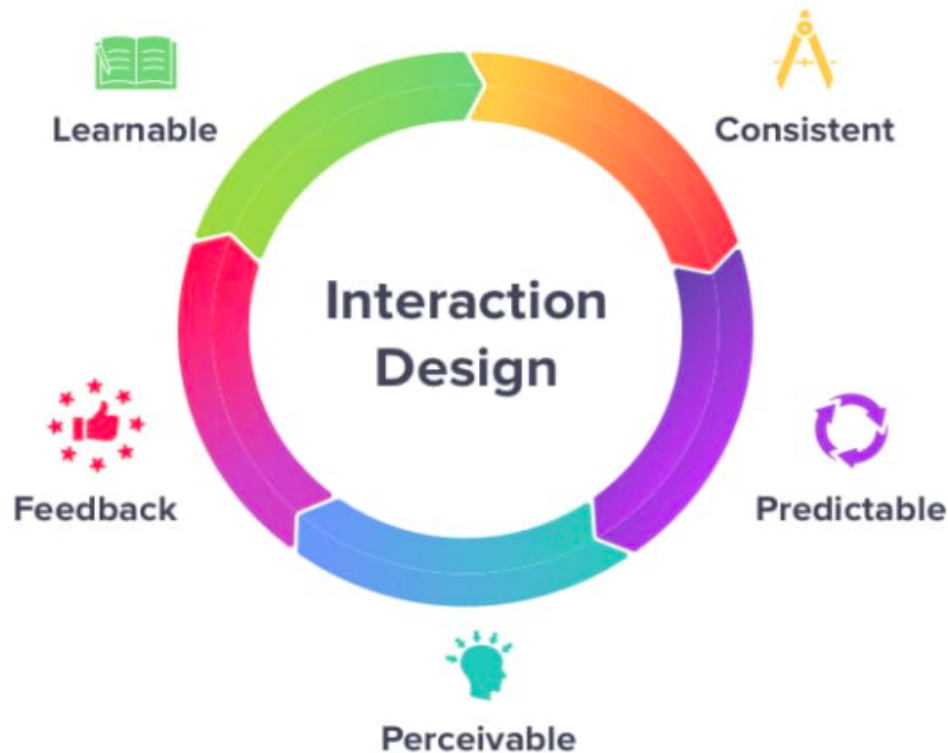 Learnable
Consistent
Interaction
Design
Feedback
Predictable
Perceivable